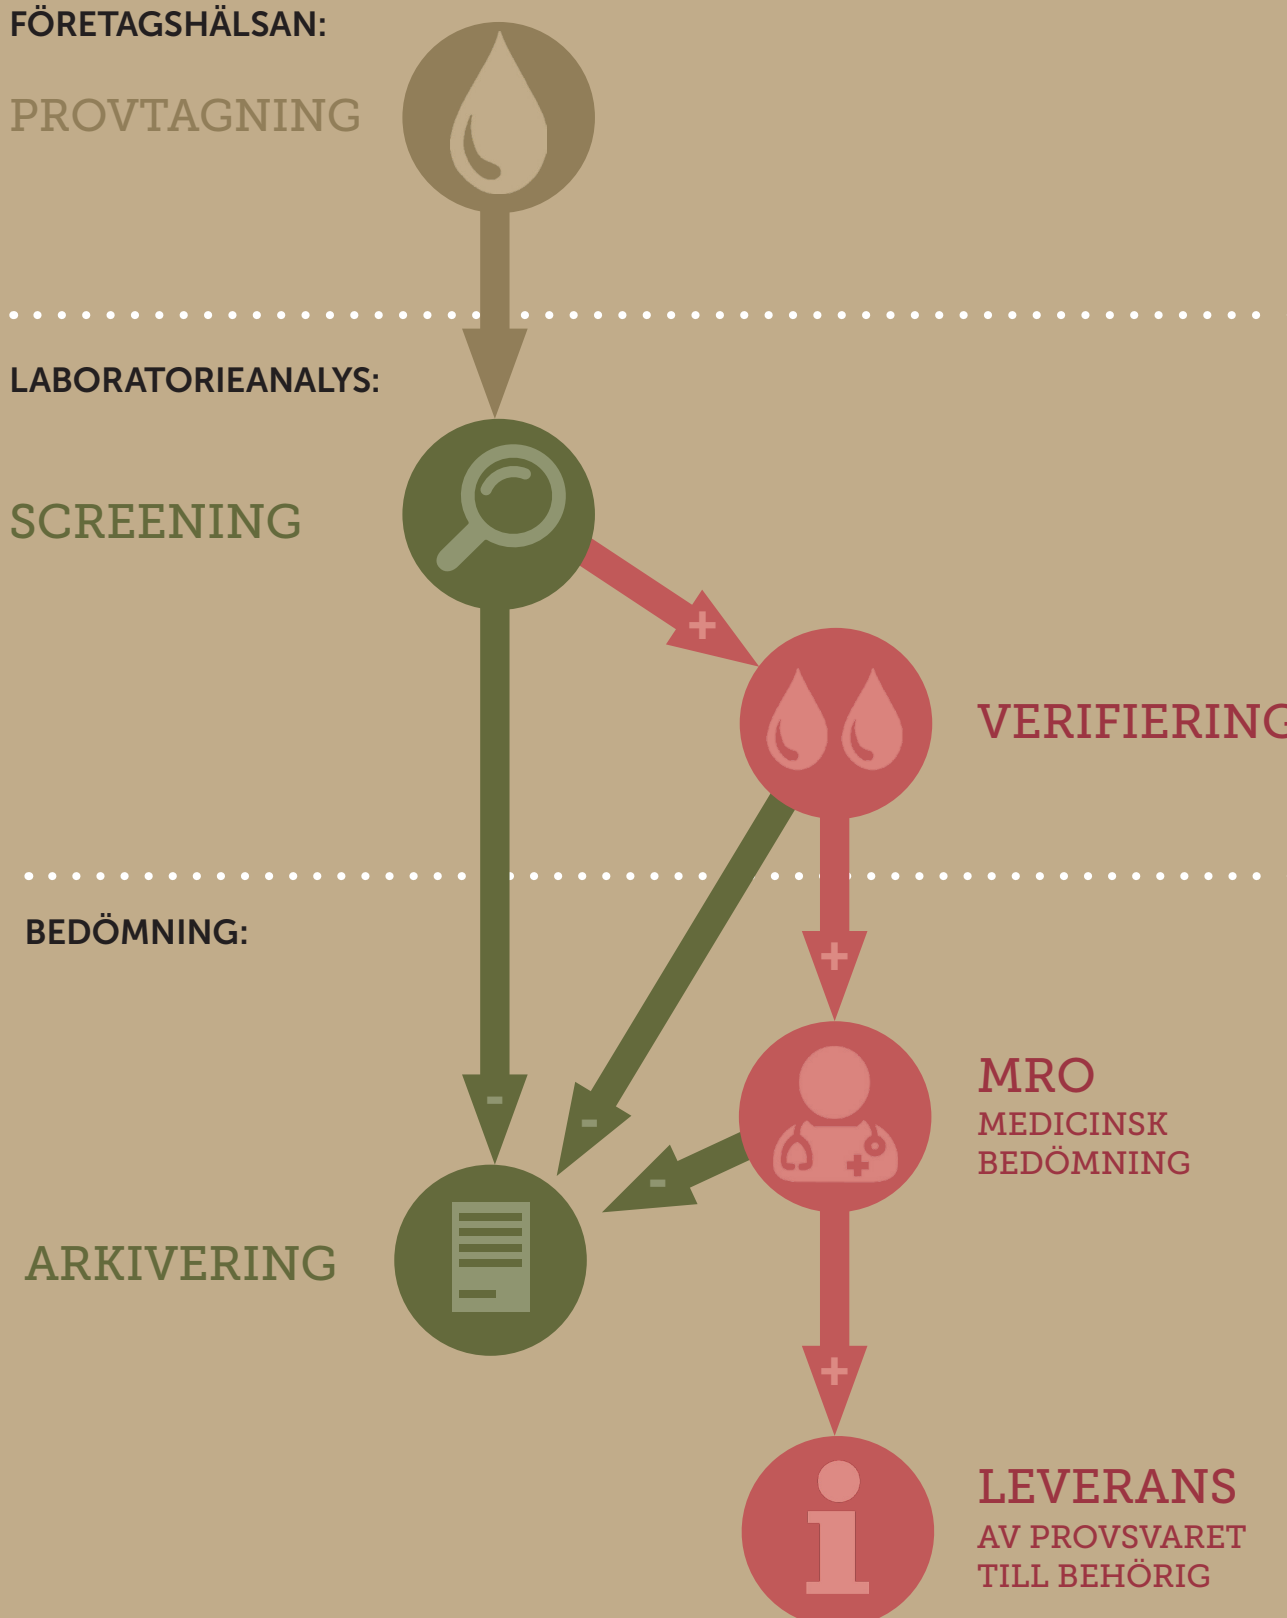 FÖRETAGSHÄLSAN:
PROVTAGNING
LABORATORIEANALYS:
SCREENING
+
VERIFIERING
BEDÖMNING:
+
MRO
MEDICINSK
BEDÖMNING
-
-
-
ARKIVERING
+
LEVERANS
AV PROVSVARET
TILL BEHÖRIG